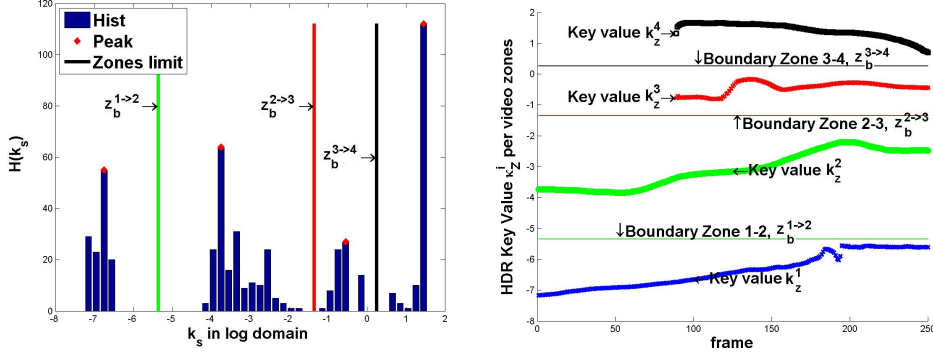 H(k_s)
120
100
80
60
40
20
0
-8 -7 -6 -5 -4 -3 -2 -1 0 1 2
k_s in log domain
Hist
Peak
Zones limit
z_b^{1->2} →
z_b^{2->3} →
z_b^{3->4} →
HDR Key Value κ_z^i per video zones
2
1
0
-1
-2
-3
-4
-5
-6
-7
-8
0 50 100 150 200 250
frame
Key value k_z^4 →
↓Boundary Zone 3-4, z_b^{3->4}
Key value k_z^3 →
↑Boundary Zone 2-3, z_b^{2->3}
← Key value k_z^2
↓Boundary Zone 1-2, z_b^{1->2}
← Key value k_z^1